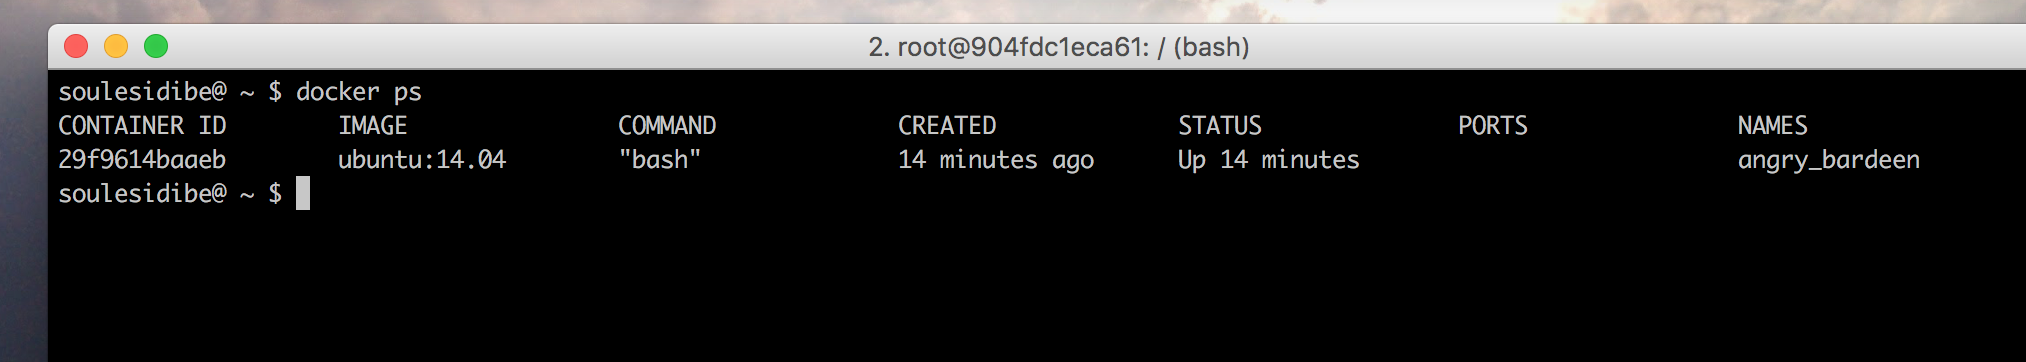 2. root@904fdc1eca61: / (bash)
soulesidibe@ ~ $ docker ps
CONTAINER ID        IMAGE               COMMAND             CREATED             STATUS              PORTS               NAMES
29f9614baaeb        ubuntu:14.04        "bash"              14 minutes ago      Up 14 minutes                           angry_bardeen
soulesidibe@ ~ $